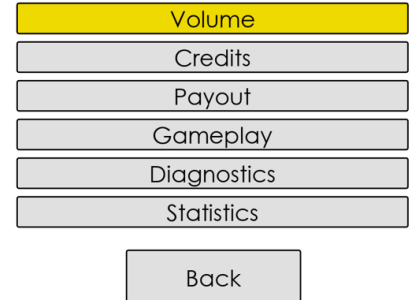 Volume
Credits
Payout
Gameplay
Diagnostics
Statistics
Back